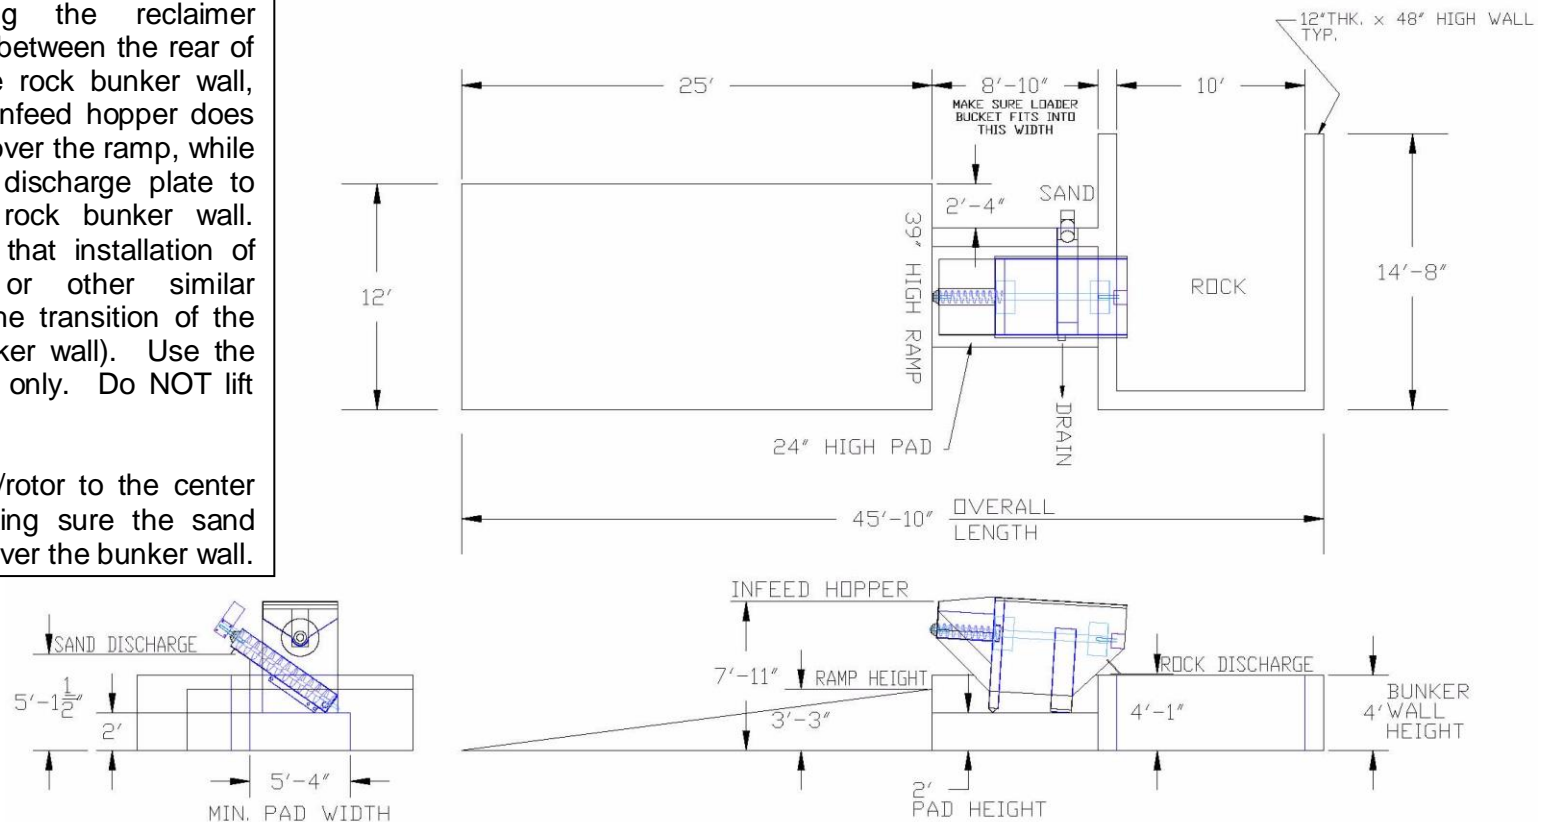 g the reclaimer
between the rear of
e rock bunker wall,
nfeed hopper does
over the ramp, while
discharge plate to
rock bunker wall.
that installation of
or other similar
he transition of the
ker wall). Use the
only. Do NOT lift
/rotor to the center
ing sure the sand
ver the bunker wall.
12"THK. x 48" HIGH WALL
TYP.
25'
8'-10"
10'
MAKE SURE LOADER
BUCKET FITS INTO
THIS WIDTH
2'-4"
SAND
39" HIGH RAMP
12'
ROCK
14'-8"
24" HIGH PAD
DRAIN
45'-10" OVERALL
LENGTH
INFEED HOPPER
SAND DISCHARGE
5'-1 1/2"
2'
5'-4"
MIN. PAD WIDTH
7'-11"
RAMP HEIGHT
3'-3"
ROCK DISCHARGE
4'-1"
BUNKER
4' WALL
HEIGHT
2'
PAD HEIGHT